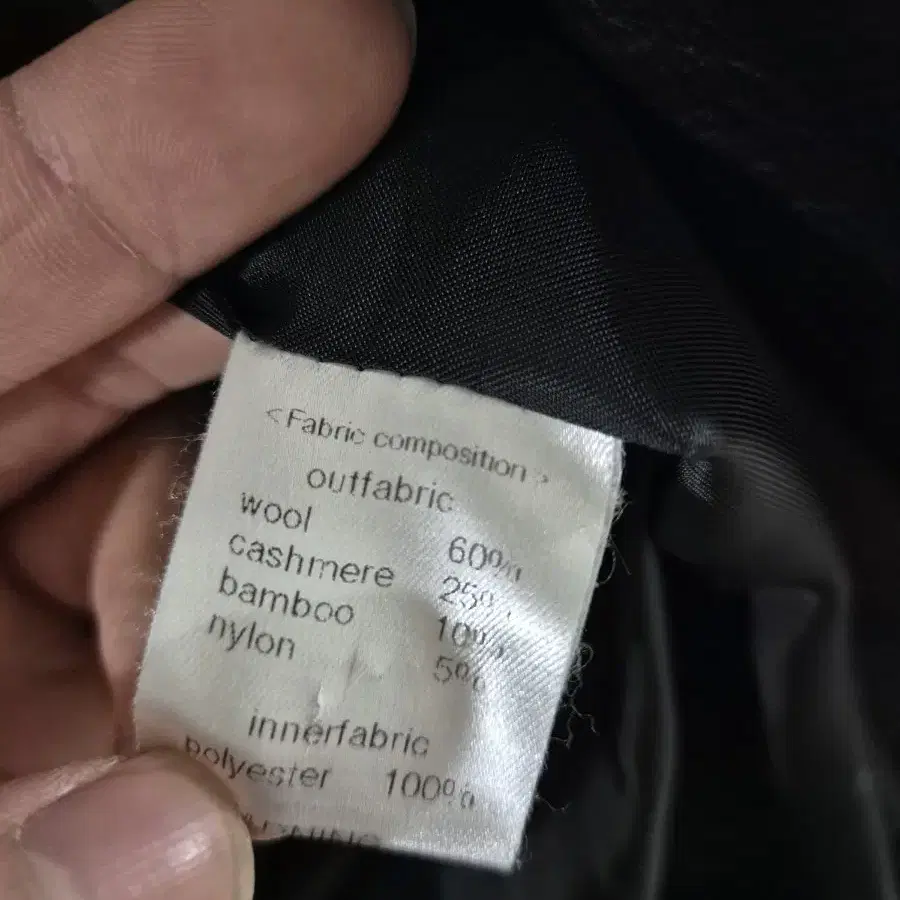 < Fabric composition >
outfabric
wool 60%
cashmere 25%
bamboo 10%
nylon 5%
innerfabric
polyester 100%